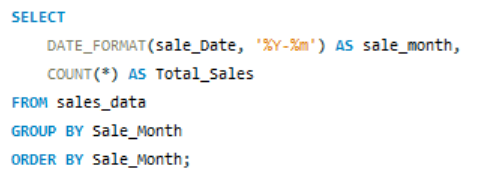 SELECT
DATE_FORMAT(sale_Date, '%Y-%m') AS sale_month,
COUNT(*) AS Total_Sales
FROM sales_data
GROUP BY Sale_Month
ORDER BY Sale_Month;